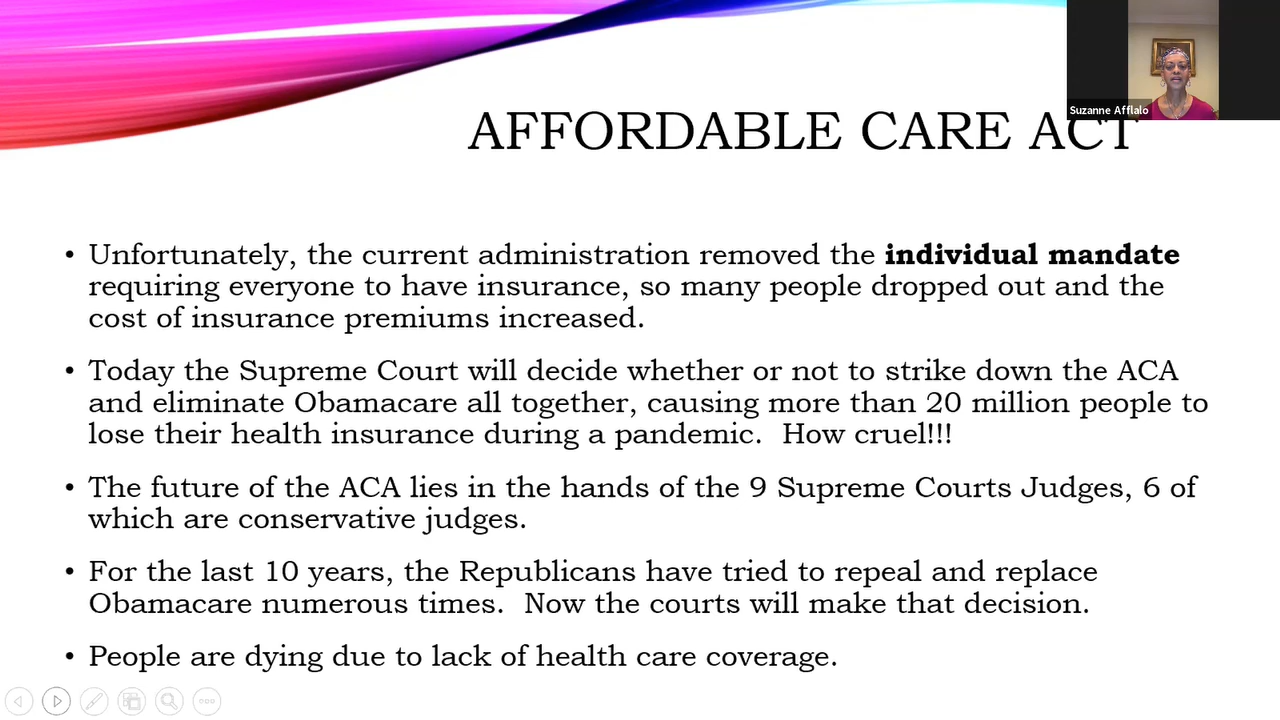 Suzanne Afflalo
AFFORDABLE CARE ACT
• Unfortunately, the current administration removed the individual mandate
requiring everyone to have insurance, so many people dropped out and the
cost of insurance premiums increased.
• Today the Supreme Court will decide whether or not to strike down the ACA
and eliminate Obamacare all together, causing more than 20 million people to
lose their health insurance during a pandemic.  How cruel!!!
• The future of the ACA lies in the hands of the 9 Supreme Courts Judges, 6 of
which are conservative judges.
• For the last 10 years, the Republicans have tried to repeal and replace
Obamacare numerous times.  Now the courts will make that decision.
• People are dying due to lack of health care coverage.